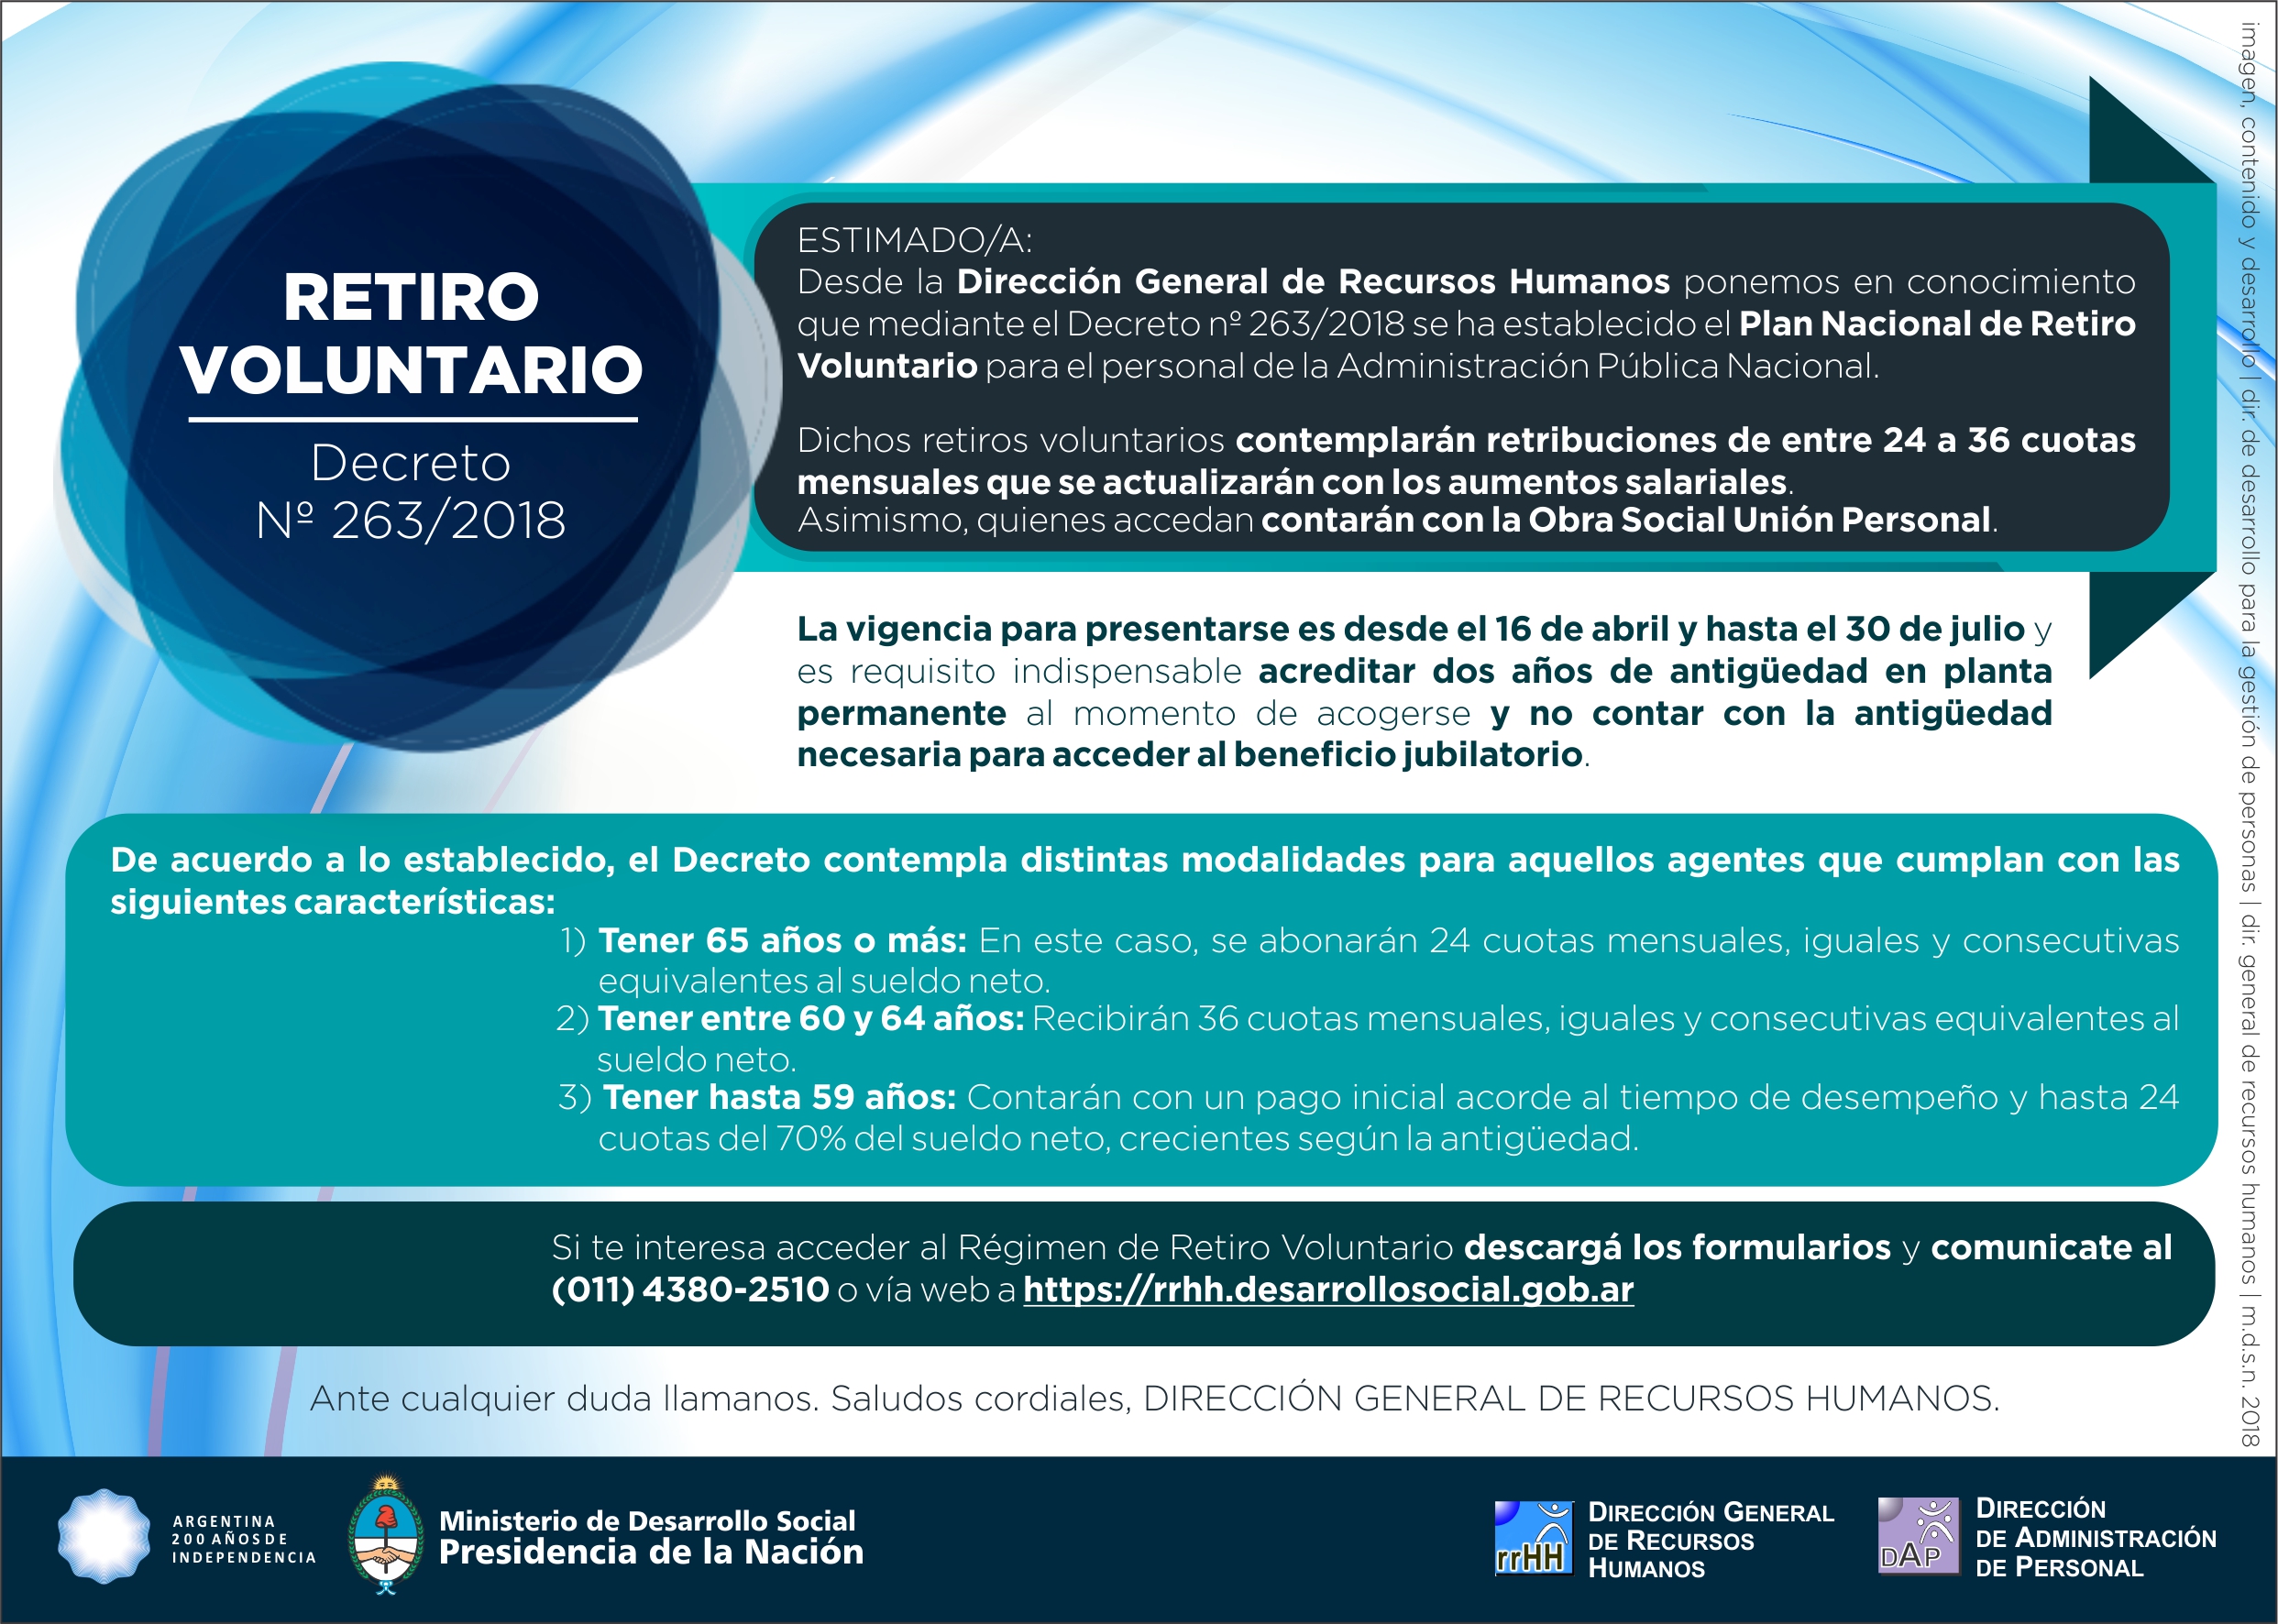 RETIRO
VOLUNTARIO
Decreto
Nº 263/2018
ESTIMADO/A:
Desde la Dirección General de Recursos Humanos ponemos en conocimiento
que mediante el Decreto nº 263/2018 se ha establecido el Plan Nacional de Retiro
Voluntario para el personal de la Administración Pública Nacional.
Dichos retiros voluntarios contemplarán retribuciones de entre 24 a 36 cuotas
mensuales que se actualizarán con los aumentos salariales.
Asimismo, quienes accedan contarán con la Obra Social Unión Personal.
La vigencia para presentarse es desde el 16 de abril y hasta el 30 de julio y
es requisito indispensable acreditar dos años de antigüedad en planta
permanente al momento de acogerse y no contar con la antigüedad
necesaria para acceder al beneficio jubilatorio.
De acuerdo a lo establecido, el Decreto contempla distintas modalidades para aquellos agentes que cumplan con las
siguientes características:
1) Tener 65 años o más: En este caso, se abonarán 24 cuotas mensuales, iguales y consecutivas
equivalentes al sueldo neto.
2) Tener entre 60 y 64 años: Recibirán 36 cuotas mensuales, iguales y consecutivas equivalentes al
sueldo neto.
3) Tener hasta 59 años: Contarán con un pago inicial acorde al tiempo de desempeño y hasta 24
cuotas del 70% del sueldo neto, crecientes según la antigüedad.
Si te interesa acceder al Régimen de Retiro Voluntario descargá los formularios y comunicate al
(011) 4380-2510 o vía web a https://rrhh.desarrollosocial.gob.ar
Ante cualquier duda llamanos. Saludos cordiales, DIRECCIÓN GENERAL DE RECURSOS HUMANOS.
imagen, contenido y desarrollo | dir. de desarrollo para la gestión de personas | dir. general de recursos humanos | m.d.s.n. 2018
ARGENTINA
200 AÑOS DE
INDEPENDENCIA
Ministerio de Desarrollo Social
Presidencia de la Nación
rrHH
DIRECCIÓN GENERAL
DE RECURSOS
HUMANOS
DAP
DIRECCIÓN
DE ADMINISTRACIÓN
DE PERSONAL